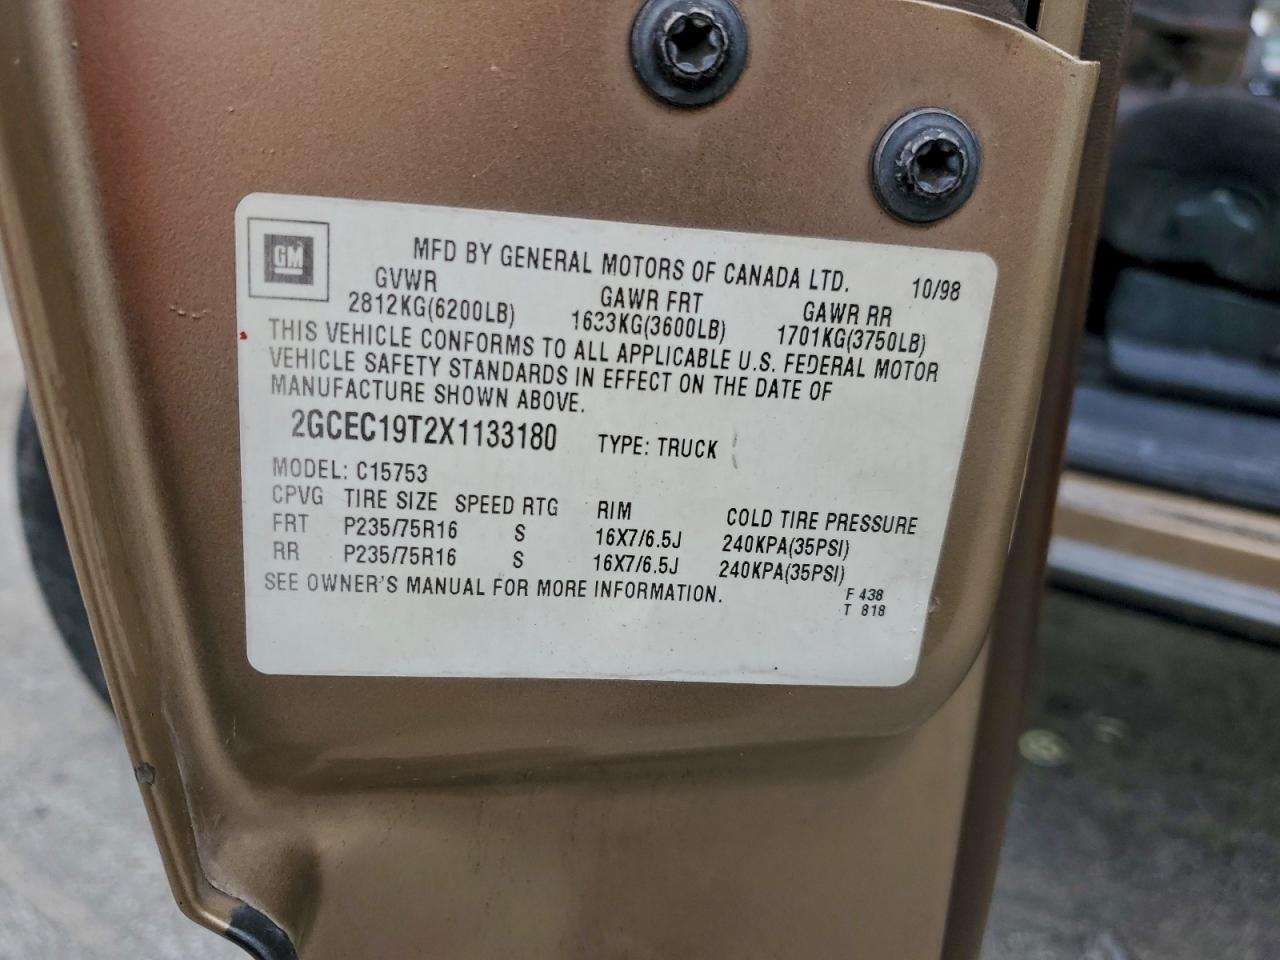 GM
MFD BY GENERAL MOTORS OF CANADA LTD. 10/98
GVWR GAWR FRT GAWR RR
2812KG(6200LB) 1633KG(3600LB) 1701KG(3750LB)
THIS VEHICLE CONFORMS TO ALL APPLICABLE U.S. FEDERAL MOTOR
VEHICLE SAFETY STANDARDS IN EFFECT ON THE DATE OF
MANUFACTURE SHOWN ABOVE.
2GCEC19T2X1133180 TYPE: TRUCK
MODEL: C15753
CPVG TIRE SIZE SPEED RTG RIM COLD TIRE PRESSURE
FRT P235/75R16 S 16X7/6.5J 240KPA(35PSI)
RR P235/75R16 S 16X7/6.5J 240KPA(35PSI)
SEE OWNER'S MANUAL FOR MORE INFORMATION.
F 438
T 818